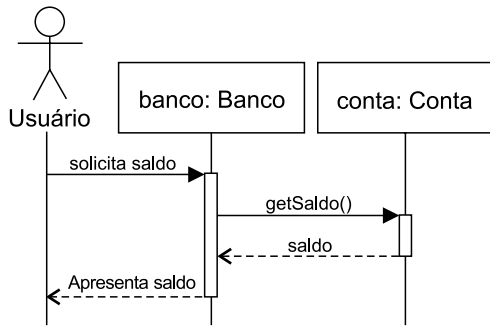 banco: Banco
conta: Conta
Usuário
solicita saldo
getSaldo()
saldo
Apresenta saldo